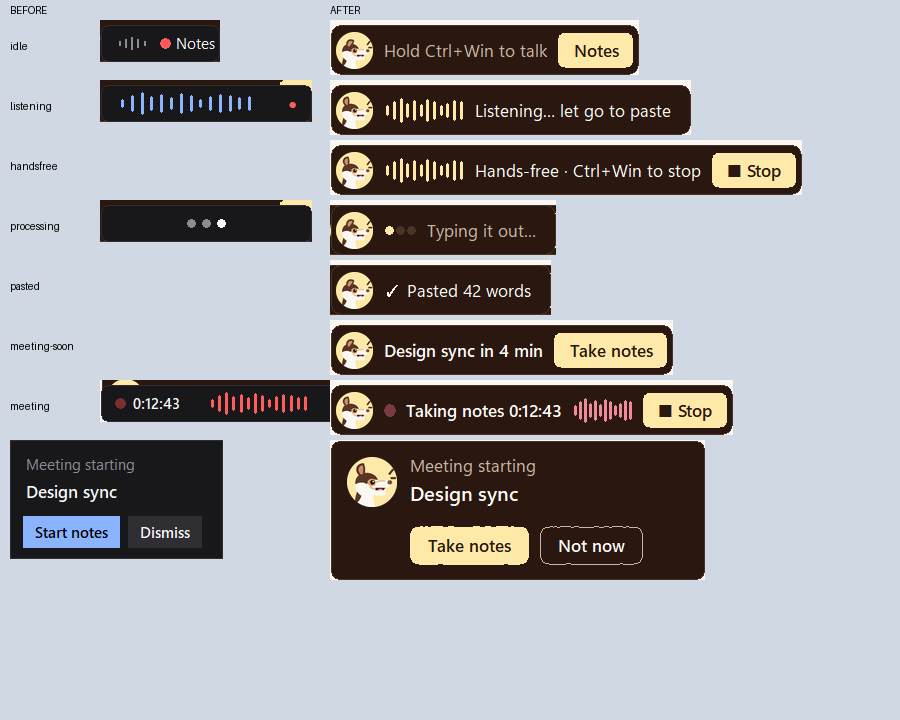 BEFORE AFTER
idle Notes Hold Ctrl+Win to talk Notes
listening Listening... let go to paste
handsfree Hands-free · Ctrl+Win to stop ■ Stop
processing Typing it out...
pasted ✓ Pasted 42 words
meeting-soon Design sync in 4 min Take notes
meeting 0:12:43 Taking notes 0:12:43 ■ Stop
Meeting starting
Design sync
Start notes Dismiss
Meeting starting
Design sync
Take notes Not now